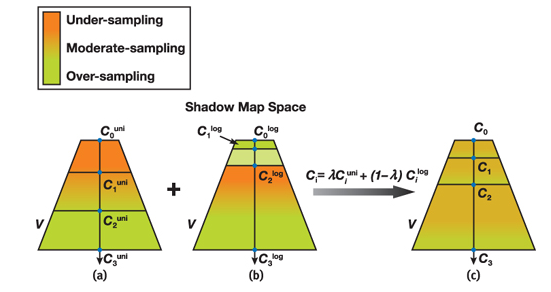 Under-sampling
Moderate-sampling
Over-sampling
Shadow Map Space
C₀ᵘⁿⁱ
C₁ᵘⁿⁱ
C₂ᵘⁿⁱ
C₃ᵘⁿⁱ
V
(a)
+
C₁ˡᵒᵍ
C₀ˡᵒᵍ
C₂ˡᵒᵍ
C₃ˡᵒᵍ
V
(b)
Cᵢ = λCᵢᵘⁿⁱ + (1−λ) Cᵢˡᵒᵍ
C₀
C₁
C₂
C₃
V
(c)